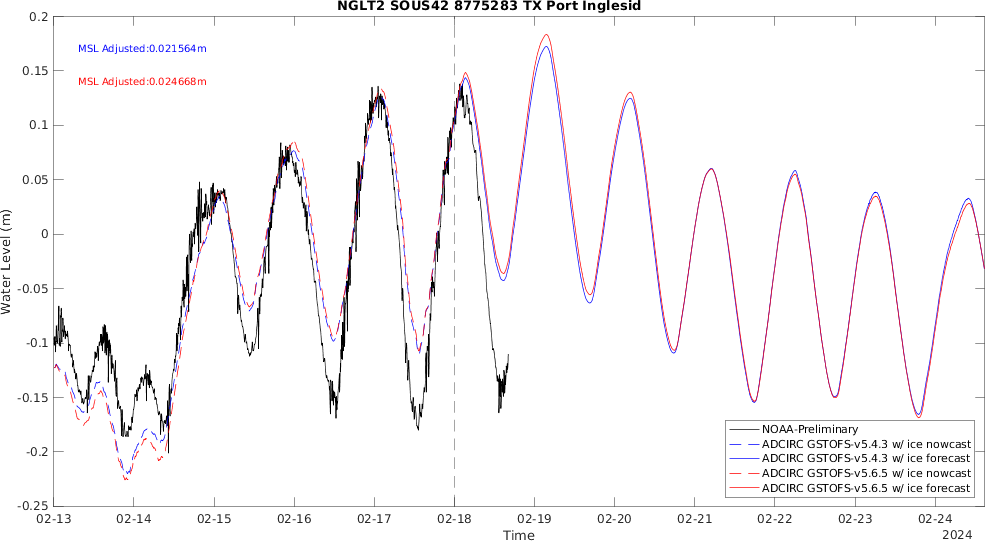 NGLT2 SOUS42 8775283 TX Port Inglesid
MSL Adjusted:0.021564m
MSL Adjusted:0.024668m
0.2
0.15
0.1
0.05
0
-0.05
-0.1
-0.15
-0.2
-0.25
Water Level (m)
NOAA-Preliminary
ADCIRC GSTOFS-v5.4.3 w/ ice nowcast
ADCIRC GSTOFS-v5.4.3 w/ ice forecast
ADCIRC GSTOFS-v5.6.5 w/ ice nowcast
ADCIRC GSTOFS-v5.6.5 w/ ice forecast
02-13 02-14 02-15 02-16 02-17 02-18 02-19 02-20 02-21 02-22 02-23 02-24
Time
2024